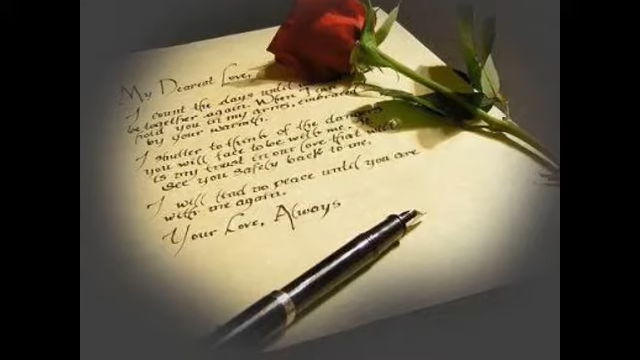 My Dearest Love,
I count the days until
be together again. When I can
hold you in my arms, embraced
by your warmth.
I shutter to think of the dangers
you will face to be with me. It
is my trust in our love that will
see you safely back to me.
I will find no peace until you are
with me again.
Your Love, Always